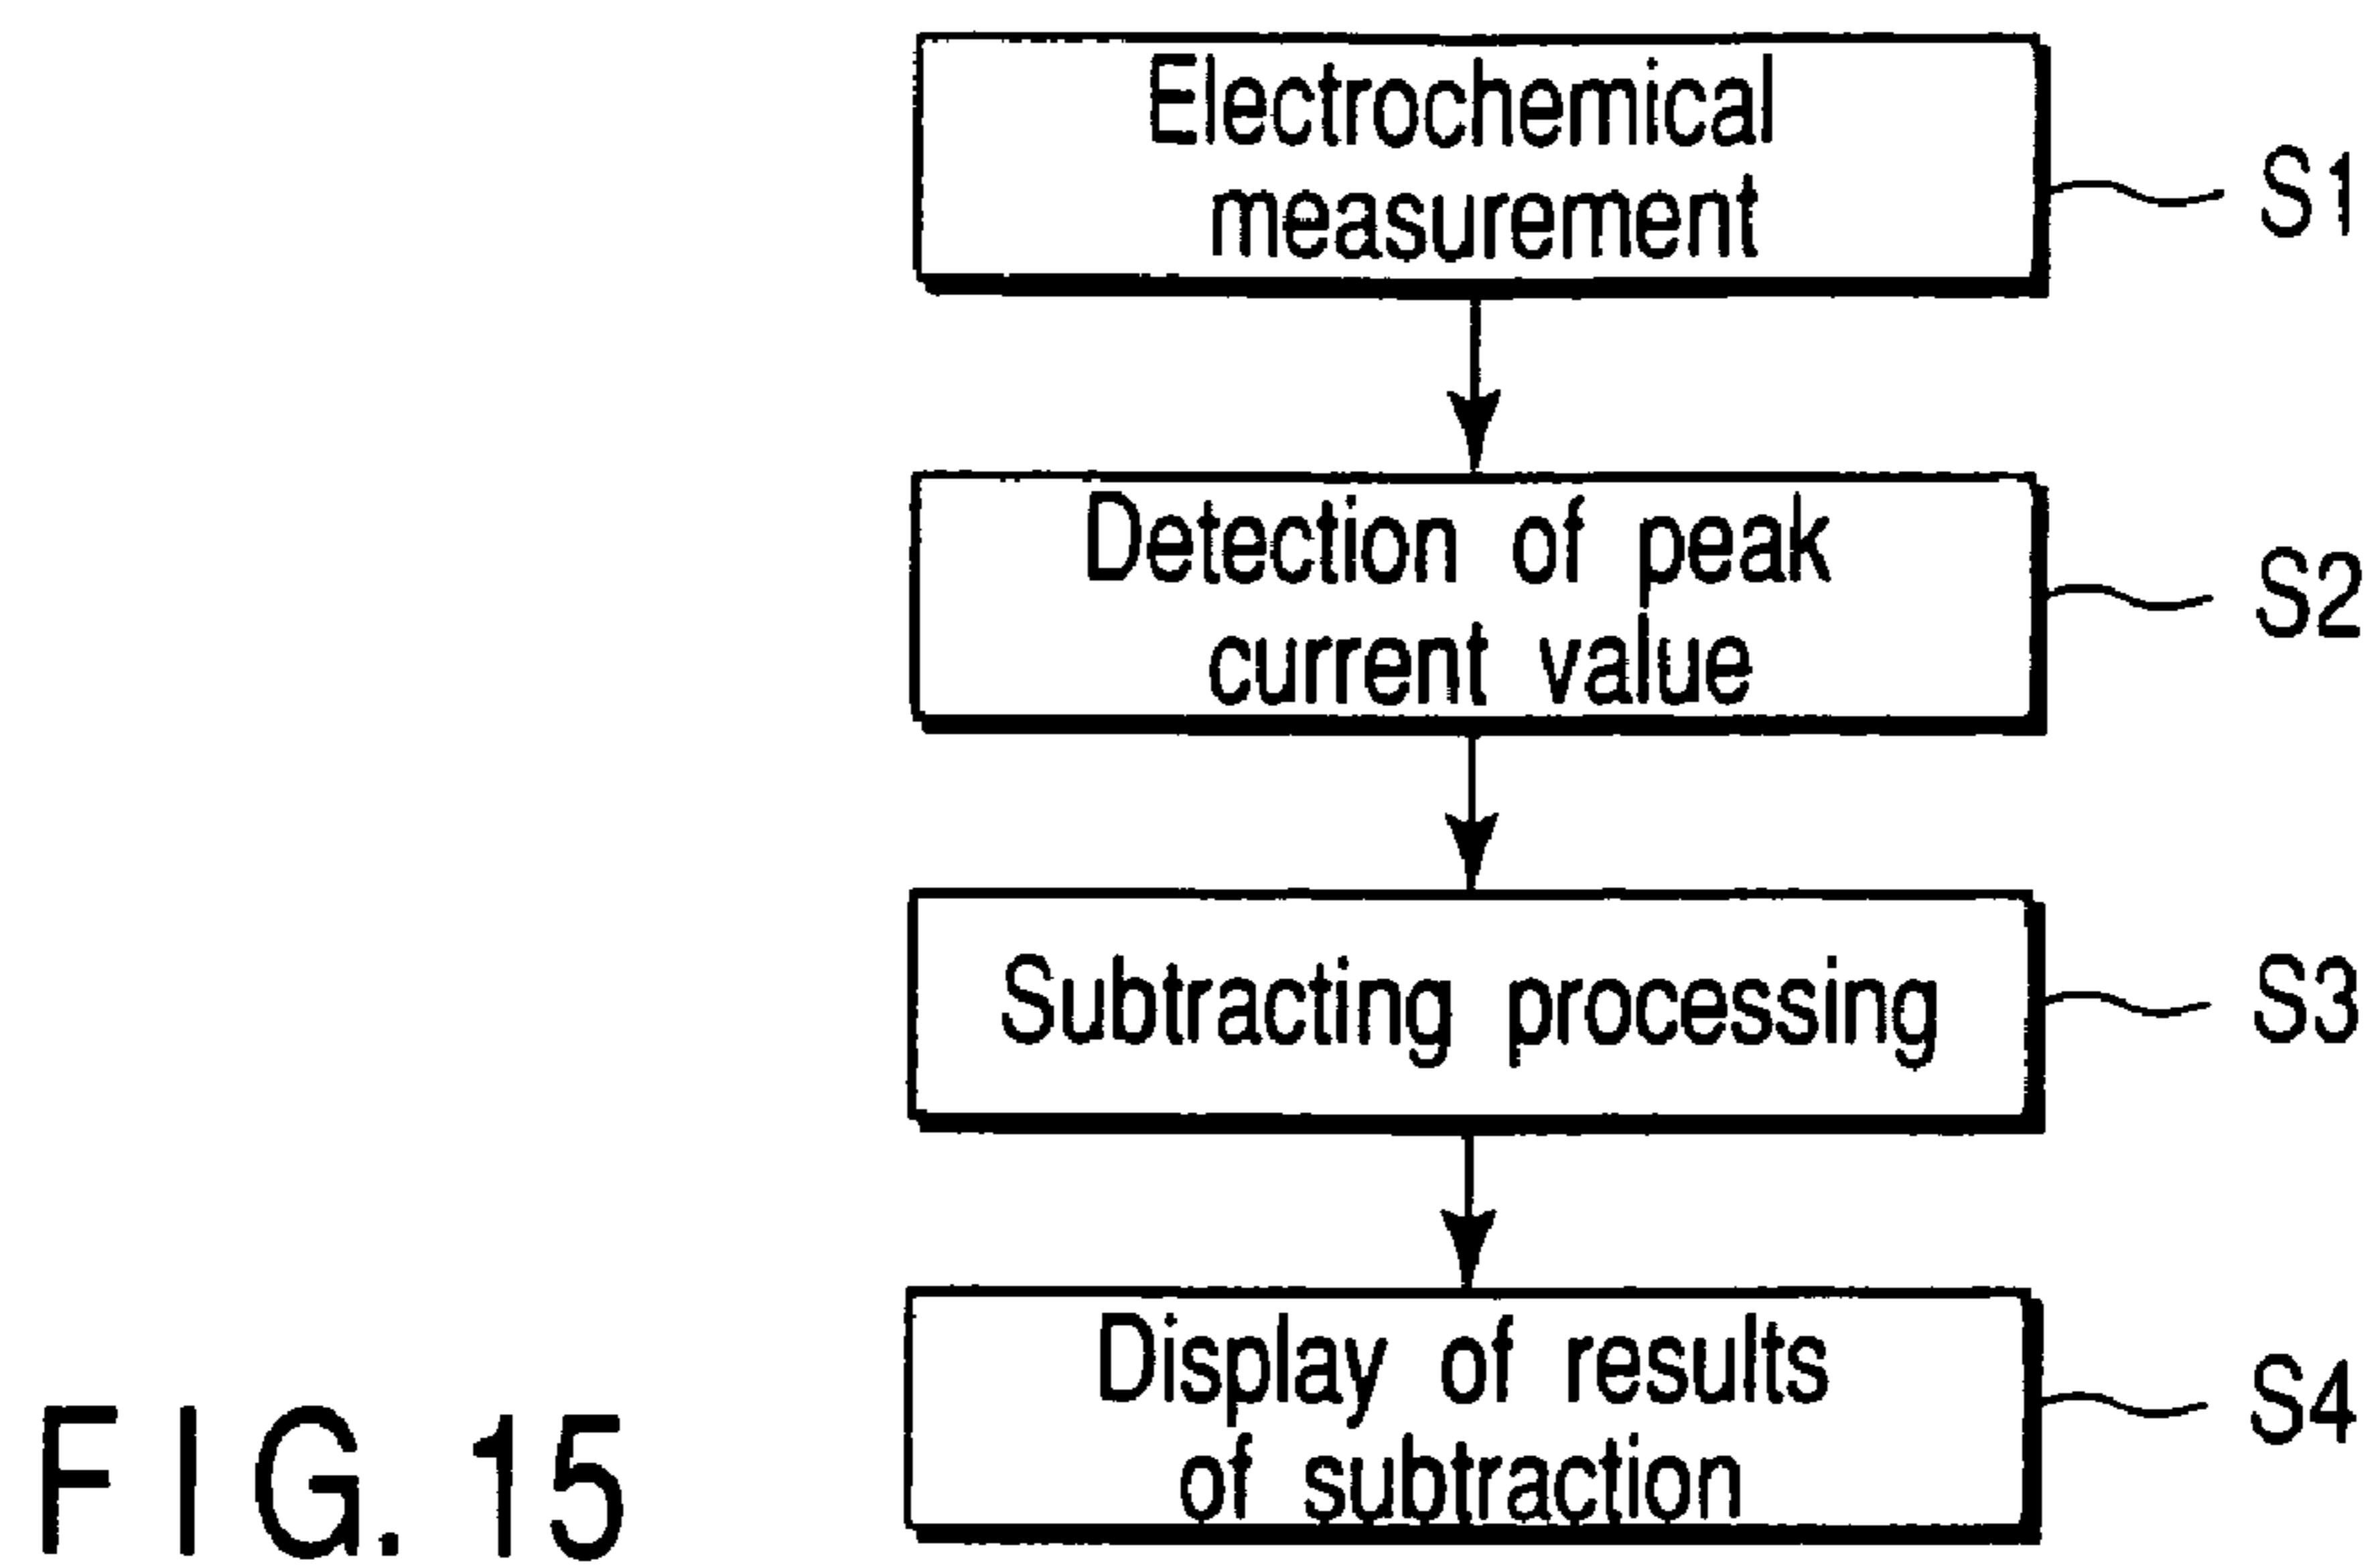 Electrochemical
measurement
S1
Detection of peak
current value
S2
Subtracting processing
S3
Display of results
of subtraction
S4
FIG. 15